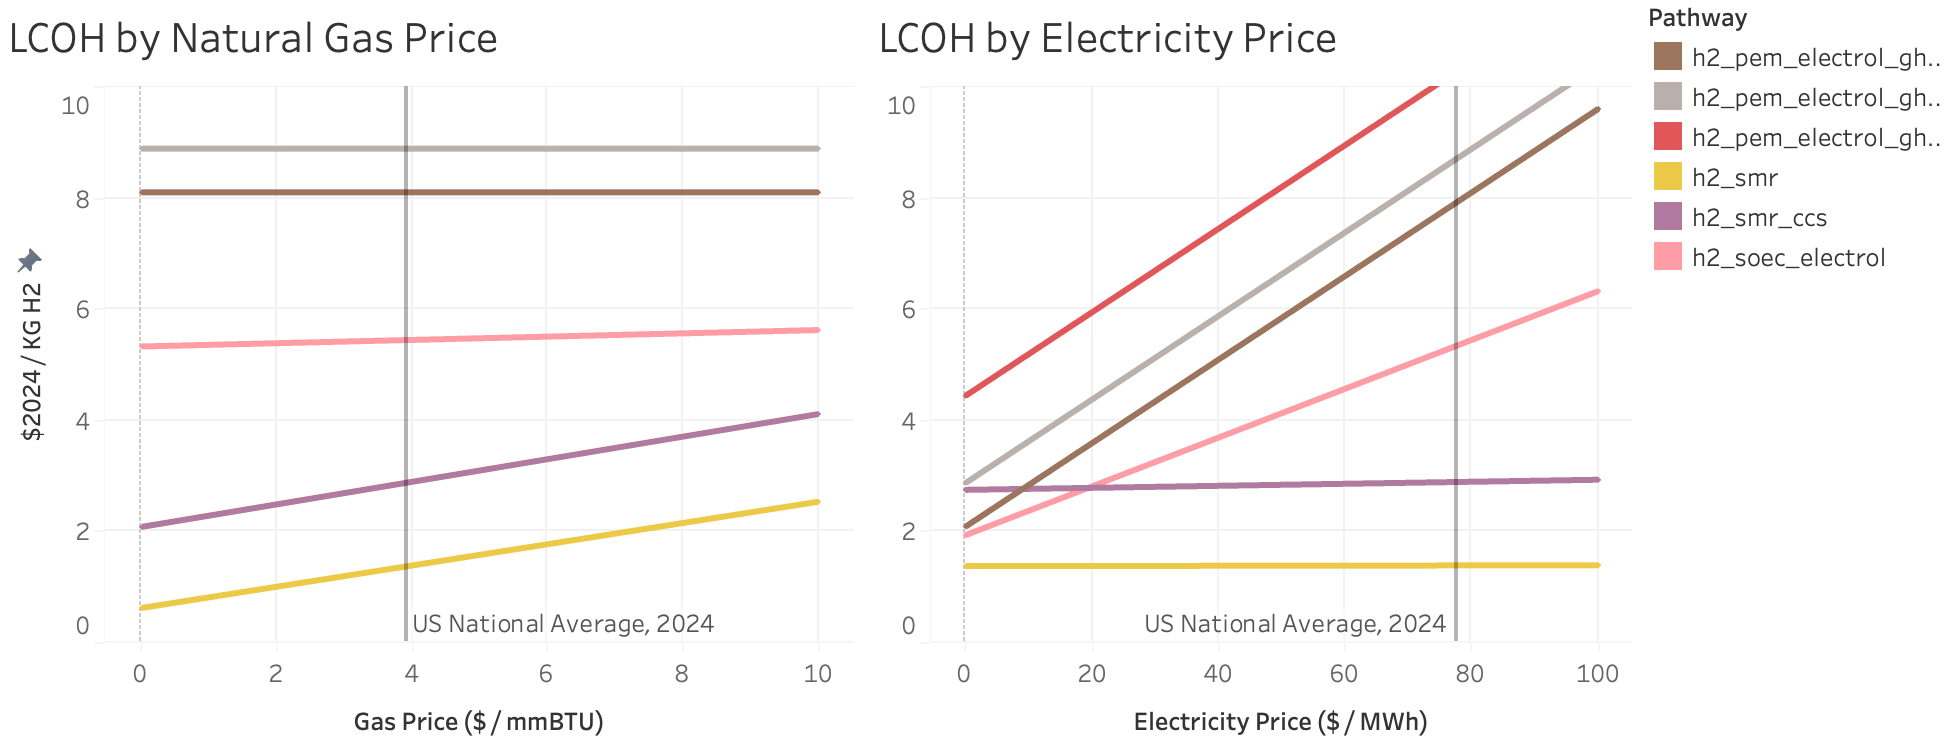 LCOH by Natural Gas Price
10
8
6
4
2
0
$2024 / KG H2
US National Average, 2024
0 2 4 6 8 10
Gas Price ($ / mmBTU)
LCOH by Electricity Price
10
8
6
4
2
0
US National Average, 2024
0 20 40 60 80 100
Electricity Price ($ / MWh)
Pathway
h2_pem_electrol_gh..
h2_pem_electrol_gh..
h2_pem_electrol_gh..
h2_smr
h2_smr_ccs
h2_soec_electrol